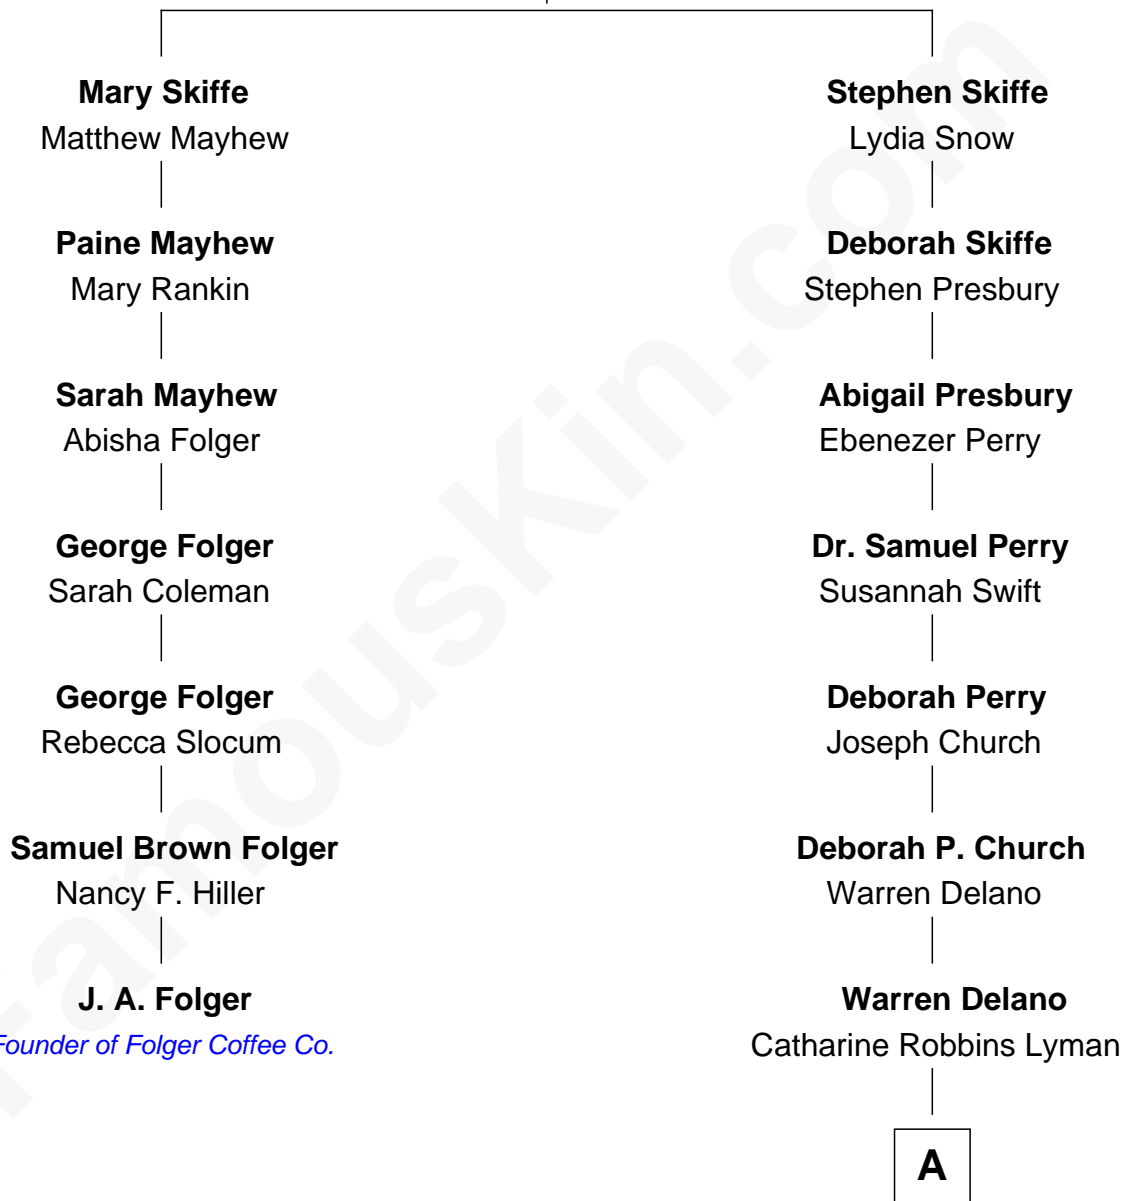 Mary Skiffe
Matthew Mayhew
Paine Mayhew
Mary Rankin
Sarah Mayhew
Abisha Folger
George Folger
Sarah Coleman
George Folger
Rebecca Slocum
Samuel Brown Folger
Nancy F. Hiller
J. A. Folger
Founder of Folger Coffee Co.
Stephen Skiffe
Lydia Snow
Deborah Skiffe
Stephen Presbury
Abigail Presbury
Ebenezer Perry
Dr. Samuel Perry
Susannah Swift
Deborah Perry
Joseph Church
Deborah P. Church
Warren Delano
Warren Delano
Catharine Robbins Lyman
A
FamousKin.com